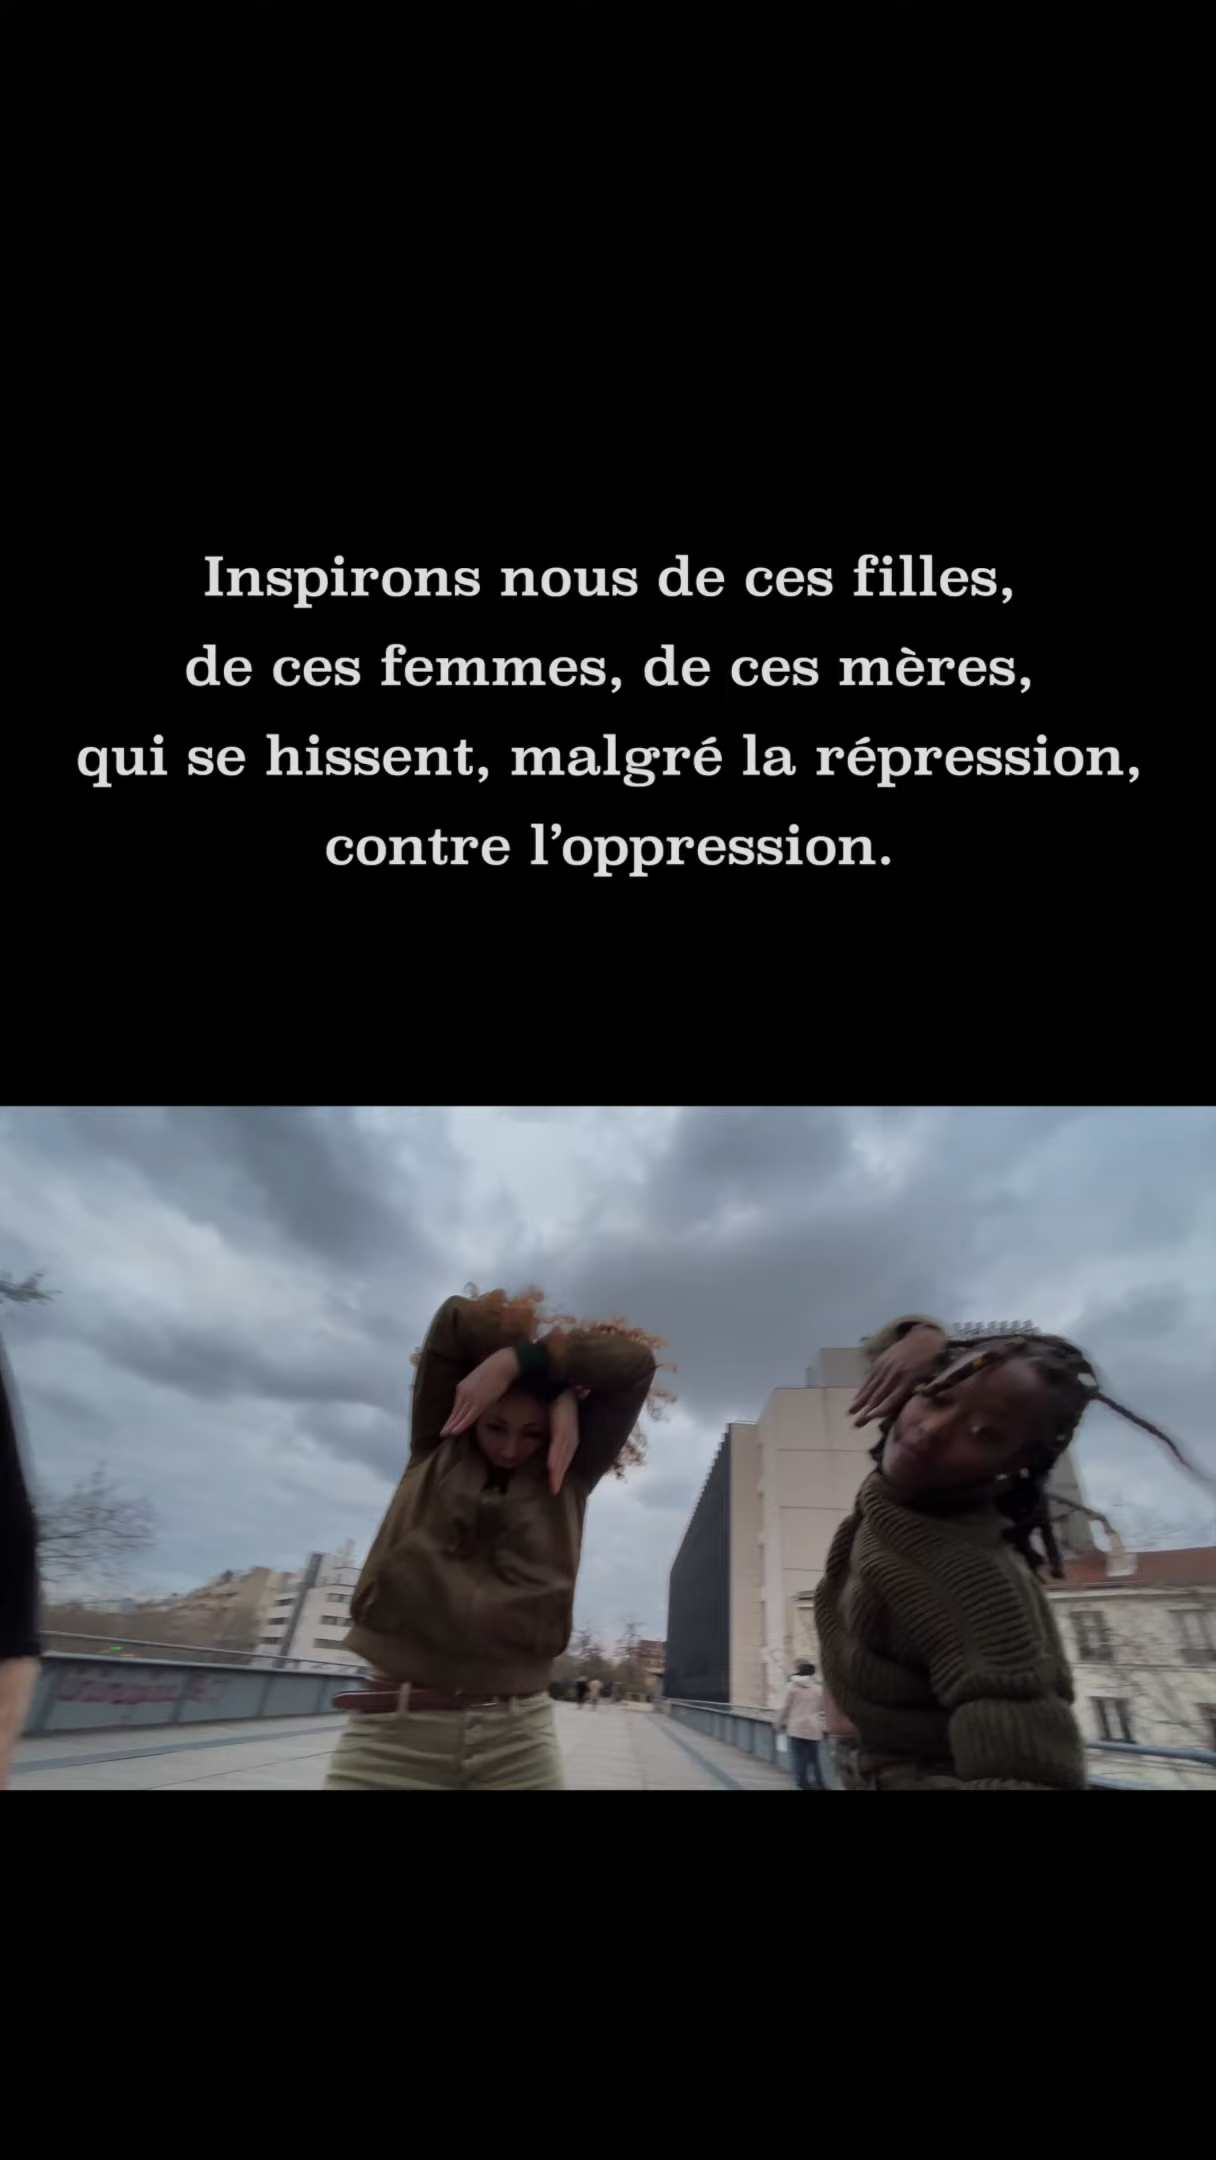 Inspirons nous de ces filles,
de ces femmes, de ces mères,
qui se hissent, malgré la répression,
contre l’oppression.